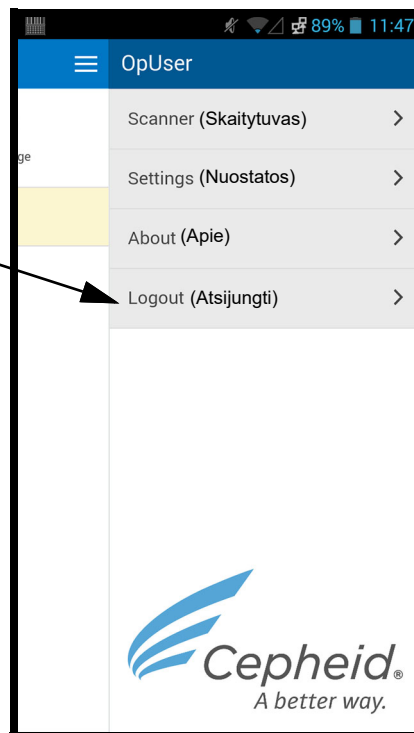 89% 11:47
OpUser
ge
Scanner (Skaitytuvas)
Settings (Nuostatos)
About (Apie)
Logout (Atsijungti)
Cepheid®
A better way.